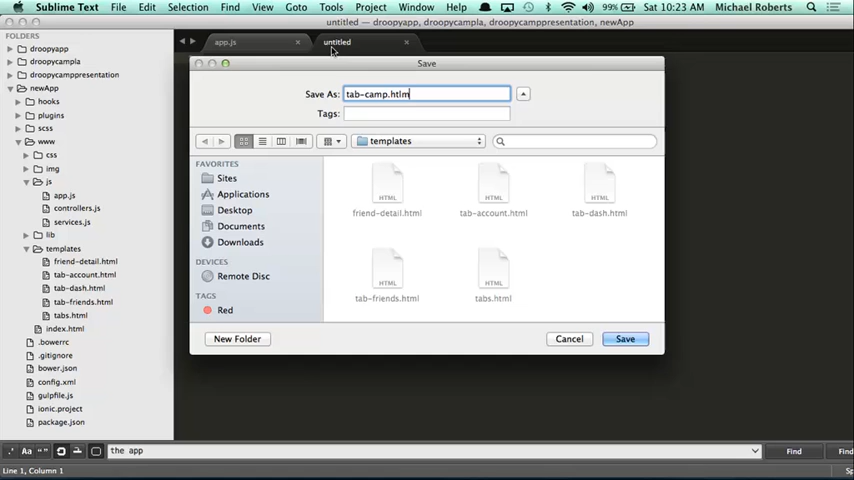 Sublime Text File Edit Selection Find View Goto Tools Project Window Help 99% Sat 10:23 AM Michael Roberts
untitled — droopyapp, droopycampla, droopycamppresentation, newApp
FOLDERS
droopyapp
droopycampla
droopycamppresentation
newApp
hooks
plugins
scss
www
css
img
js
app.js
controllers.js
services.js
lib
templates
friend-detail.html
tab-account.html
tab-dash.html
tab-friends.html
tabs.html
index.html
.bowerrc
.gitignore
bower.json
config.xml
gulpfile.js
ionic.project
package.json
app.js untitled
Save
Save As: tab-camp.htlm
Tags:
templates
FAVORITES
Sites
Applications
Desktop
Documents
Downloads
DEVICES
Remote Disc
TAGS
Red
HTML HTML HTML
friend-detail.html tab-account.html tab-dash.html
HTML HTML
tab-friends.html tabs.html
New Folder Cancel Save
.* Aa “” the app Find Find
Line 1, Column 1